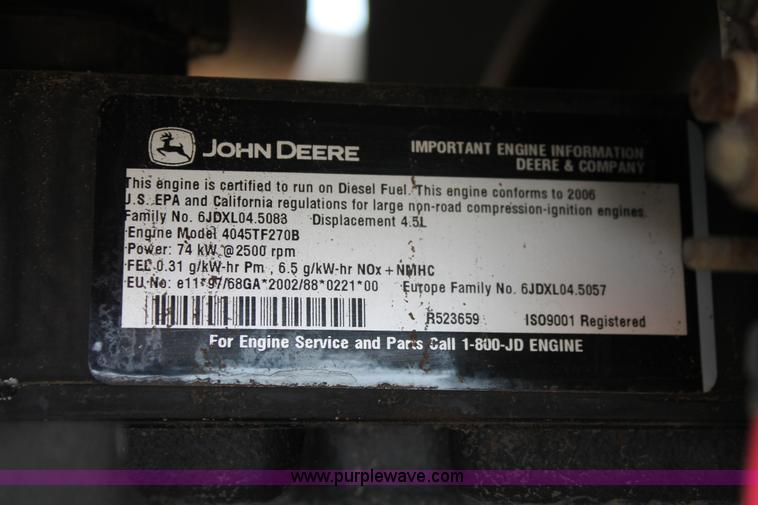 JOHN DEERE
IMPORTANT ENGINE INFORMATION
DEERE & COMPANY
This engine is certified to run on Diesel Fuel. This engine conforms to 2006
U.S. EPA and California regulations for large non-road compression-ignition engines.
Family No. 6JDXL04.5083 Displacement 4.5L
Engine Model 4045TF270B
Power: 74 kW @2500 rpm
FEL 0.31 g/kW-hr Pm , 6.5 g/kW-hr NOx + NMHC
EU No: e11*97/68GA*2002/88*0221*00 Europe Family No. 6JDXL04.5057
R523659 ISO9001 Registered
For Engine Service and Parts Call 1-800-JD ENGINE
www.purplewave.com